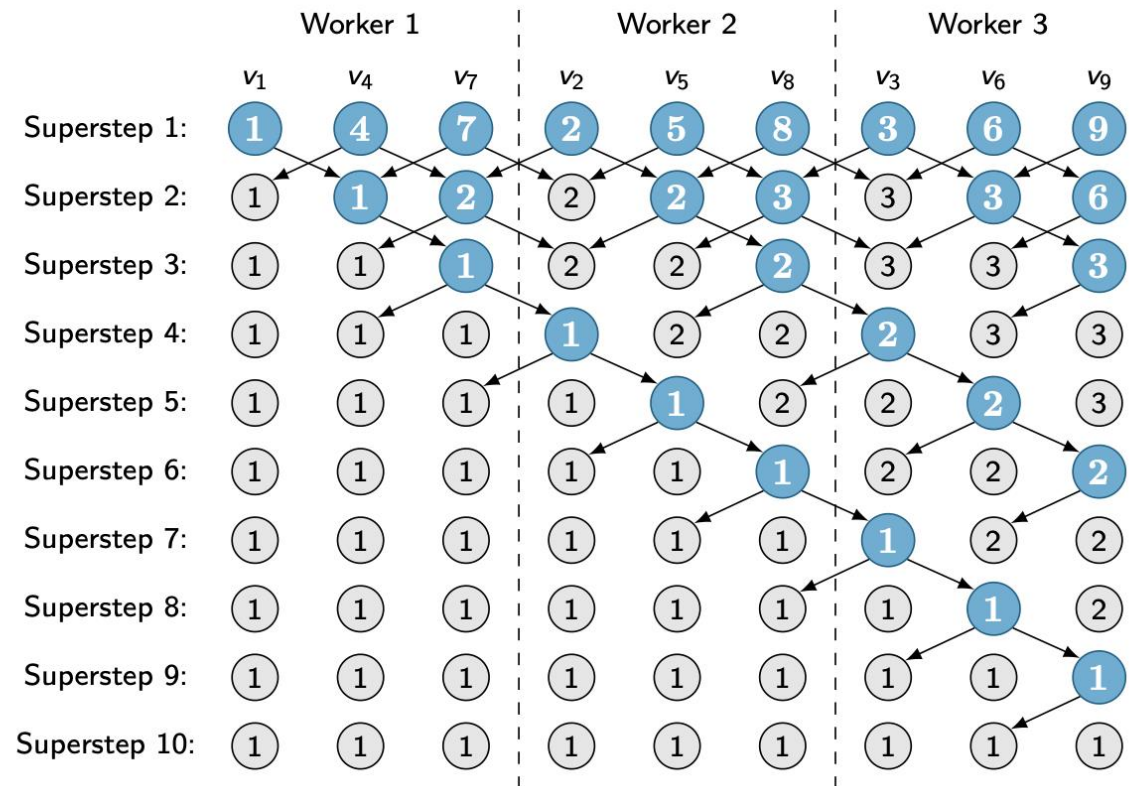 Worker 1 Worker 2 Worker 3
v1 v4 v7 v2 v5 v8 v3 v6 v9
Superstep 1: 1 4 7 2 5 8 3 6 9
Superstep 2: 1 1 2 2 2 3 3 3 6
Superstep 3: 1 1 1 2 2 2 3 3 3
Superstep 4: 1 1 1 1 2 2 2 3 3
Superstep 5: 1 1 1 1 1 2 2 2 3
Superstep 6: 1 1 1 1 1 1 2 2 2
Superstep 7: 1 1 1 1 1 1 1 2 2
Superstep 8: 1 1 1 1 1 1 1 1 2
Superstep 9: 1 1 1 1 1 1 1 1 1
Superstep 10: 1 1 1 1 1 1 1 1 1